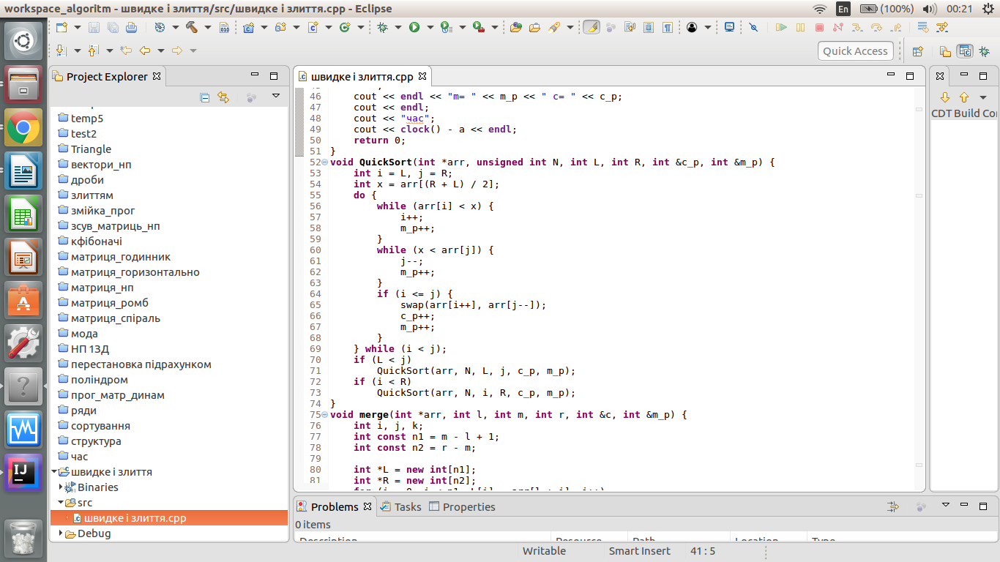 workspace_algoritm - швидке і злиття/src/швидке і злиття.cpp - Eclipse
En
(100%)
00:21
Quick Access
Project Explorer
temp5
test2
Triangle
вектори_нп
дроби
злиттям
змійка_прог
зсув_матриць_нп
кфібоначі
матриця_годинник
матриця_горизонтально
матриця_нп
матриця_ромб
матриця_спіраль
мода
НП 1ЗД
перестановка підрахунком
поліндром
прог_матр_динам
ряди
сортування
структура
час
швидке і злиття
Binaries
src
швидке і злиття.cpp
Debug
швидке і злиття.cpp
46 cout << endl << "m= " << m_p << " c= " << c_p;
47 cout << endl;
48 cout << "час";
49 cout << clock() - a << endl;
50 return 0;
51 }
52 void QuickSort(int *arr, unsigned int N, int L, int R, int &c_p, int &m_p) {
53 int i = L, j = R;
54 int x = arr[(R + L) / 2];
55 do {
56 while (arr[i] < x) {
57 i++;
58 m_p++;
59 }
60 while (x < arr[j]) {
61 j--;
62 m_p++;
63 }
64 if (i <= j) {
65 swap(arr[i++], arr[j--]);
66 c_p++;
67 m_p++;
68 }
69 } while (i < j);
70 if (L < j)
71 QuickSort(arr, N, L, j, c_p, m_p);
72 if (i < R)
73 QuickSort(arr, N, i, R, c_p, m_p);
74 }
75 void merge(int *arr, int l, int m, int r, int &c, int &m_p) {
76 int i, j, k;
77 int const n1 = m - l + 1;
78 int const n2 = r - m;
79
80 int *L = new int[n1];
81 int *R = new int[n2];
CDT Build Co
Problems
Tasks
Properties
0 items
Description Resource Path Location Type
Writable
Smart Insert
41 : 5
IJ